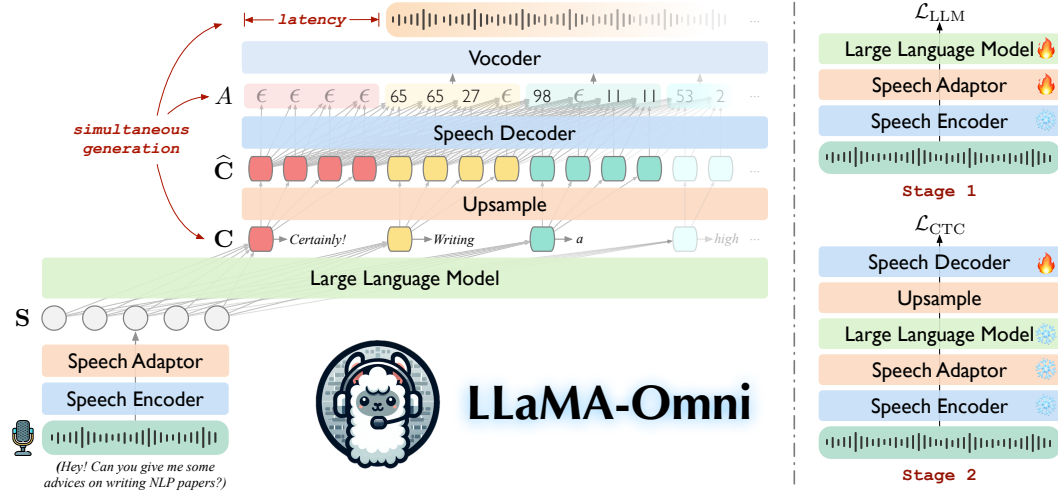 latency
...
Vocoder
A ϵ ϵ ϵ ϵ 65 65 27 ϵ 98 ϵ 11 11 53 2 ...
simultaneous
generation
Speech Decoder
Ĉ ...
Upsample
C Certainly! Writing a high ...
Large Language Model
S
Speech Adaptor
Speech Encoder
(Hey! Can you give me some
advices on writing NLP papers?)
LLaMA-Omni
ℒLLM
Large Language Model
Speech Adaptor
Speech Encoder
Stage 1
ℒCTC
Speech Decoder
Upsample
Large Language Model
Speech Adaptor
Speech Encoder
Stage 2